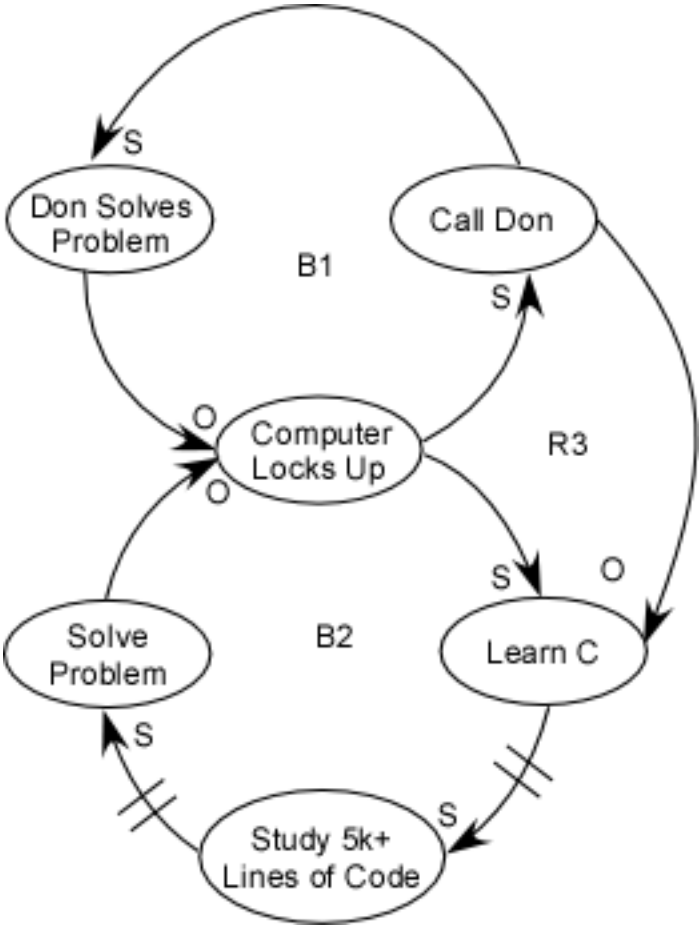 S
Don Solves
Problem
Call Don
B1
S
O
Computer
Locks Up
R3
O
S
O
Solve
Problem
B2
Learn C
S
S
Study 5k+
Lines of Code